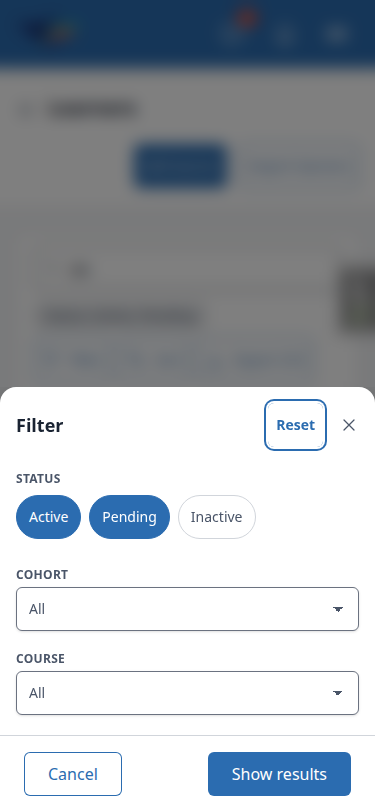 Filter
Reset
STATUS
Active
Pending
Inactive
COHORT
All
COURSE
All
Cancel
Show results